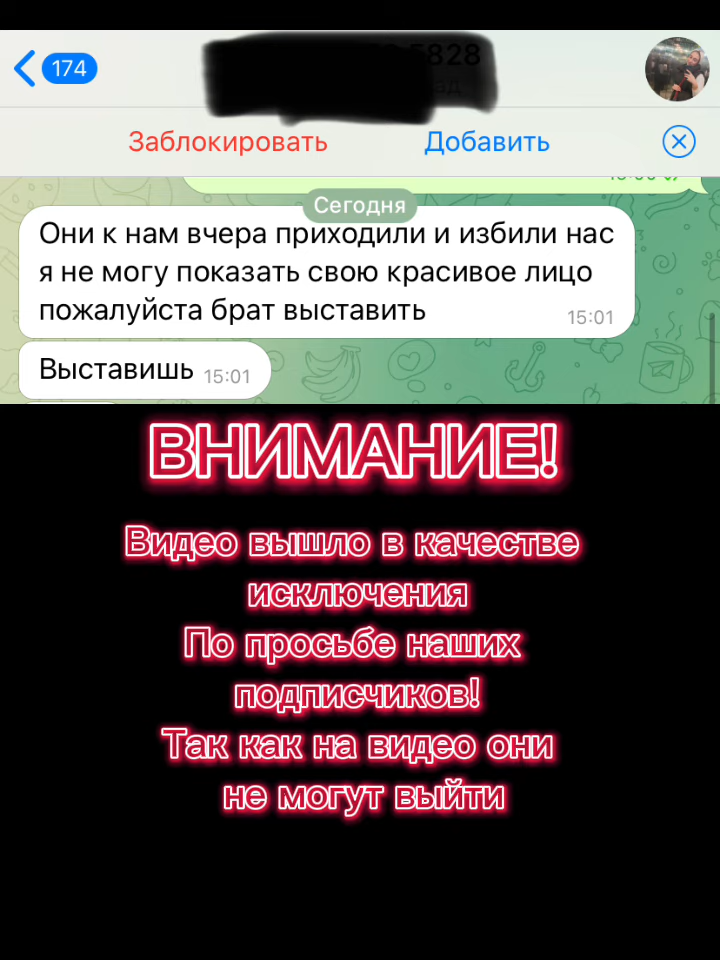 5828
174
Заблокировать
Добавить
Сегодня
Они к нам вчера приходили и избили нас
я не могу показать свою красивое лицо
пожалуйста брат выставить
15:01
Выставишь 15:01
ВНИМАНИЕ!
Видео вышло в качестве
исключения
По просьбе наших
подписчиков!
Так как на видео они
не могут выйти